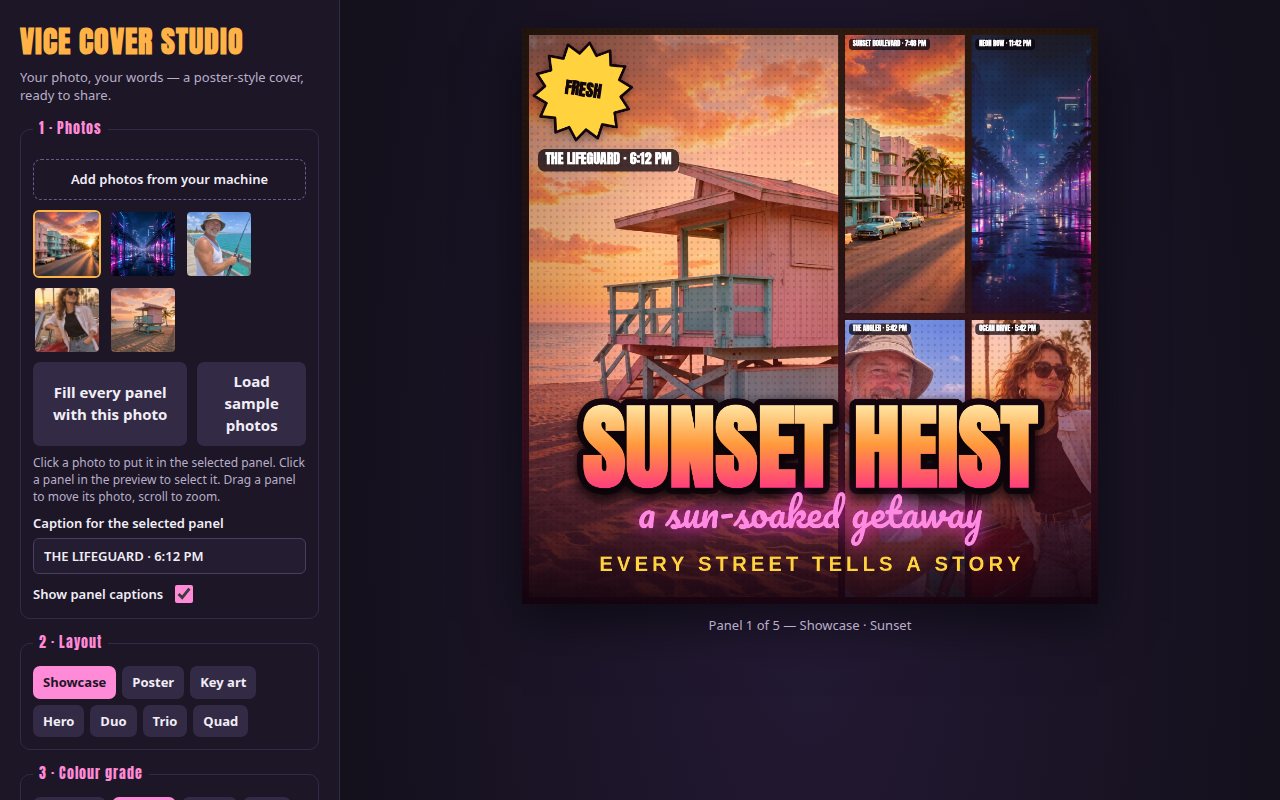 VICE COVER STUDIO
Your photo, your words — a poster-style cover,
ready to share.
1 · Photos
Add photos from your machine
Fill every panel
with this photo
Load
sample
photos
Click a photo to put it in the selected panel. Click
a panel in the preview to select it. Drag a panel
to move its photo, scroll to zoom.
Caption for the selected panel
THE LIFEGUARD · 6:12 PM
Show panel captions
2 · Layout
Showcase
Poster
Key art
Hero
Duo
Trio
Quad
3 · Colour grade
FRESH
THE LIFEGUARD · 6:12 PM
NEON ROW · 11:42 PM
THE ANGLER · 5:42 PM
OCEAN DRIVE · 5:42 PM
SUNSET HEIST
a sun-soaked getaway
EVERY STREET TELLS A STORY
Panel 1 of 5 — Showcase · Sunset